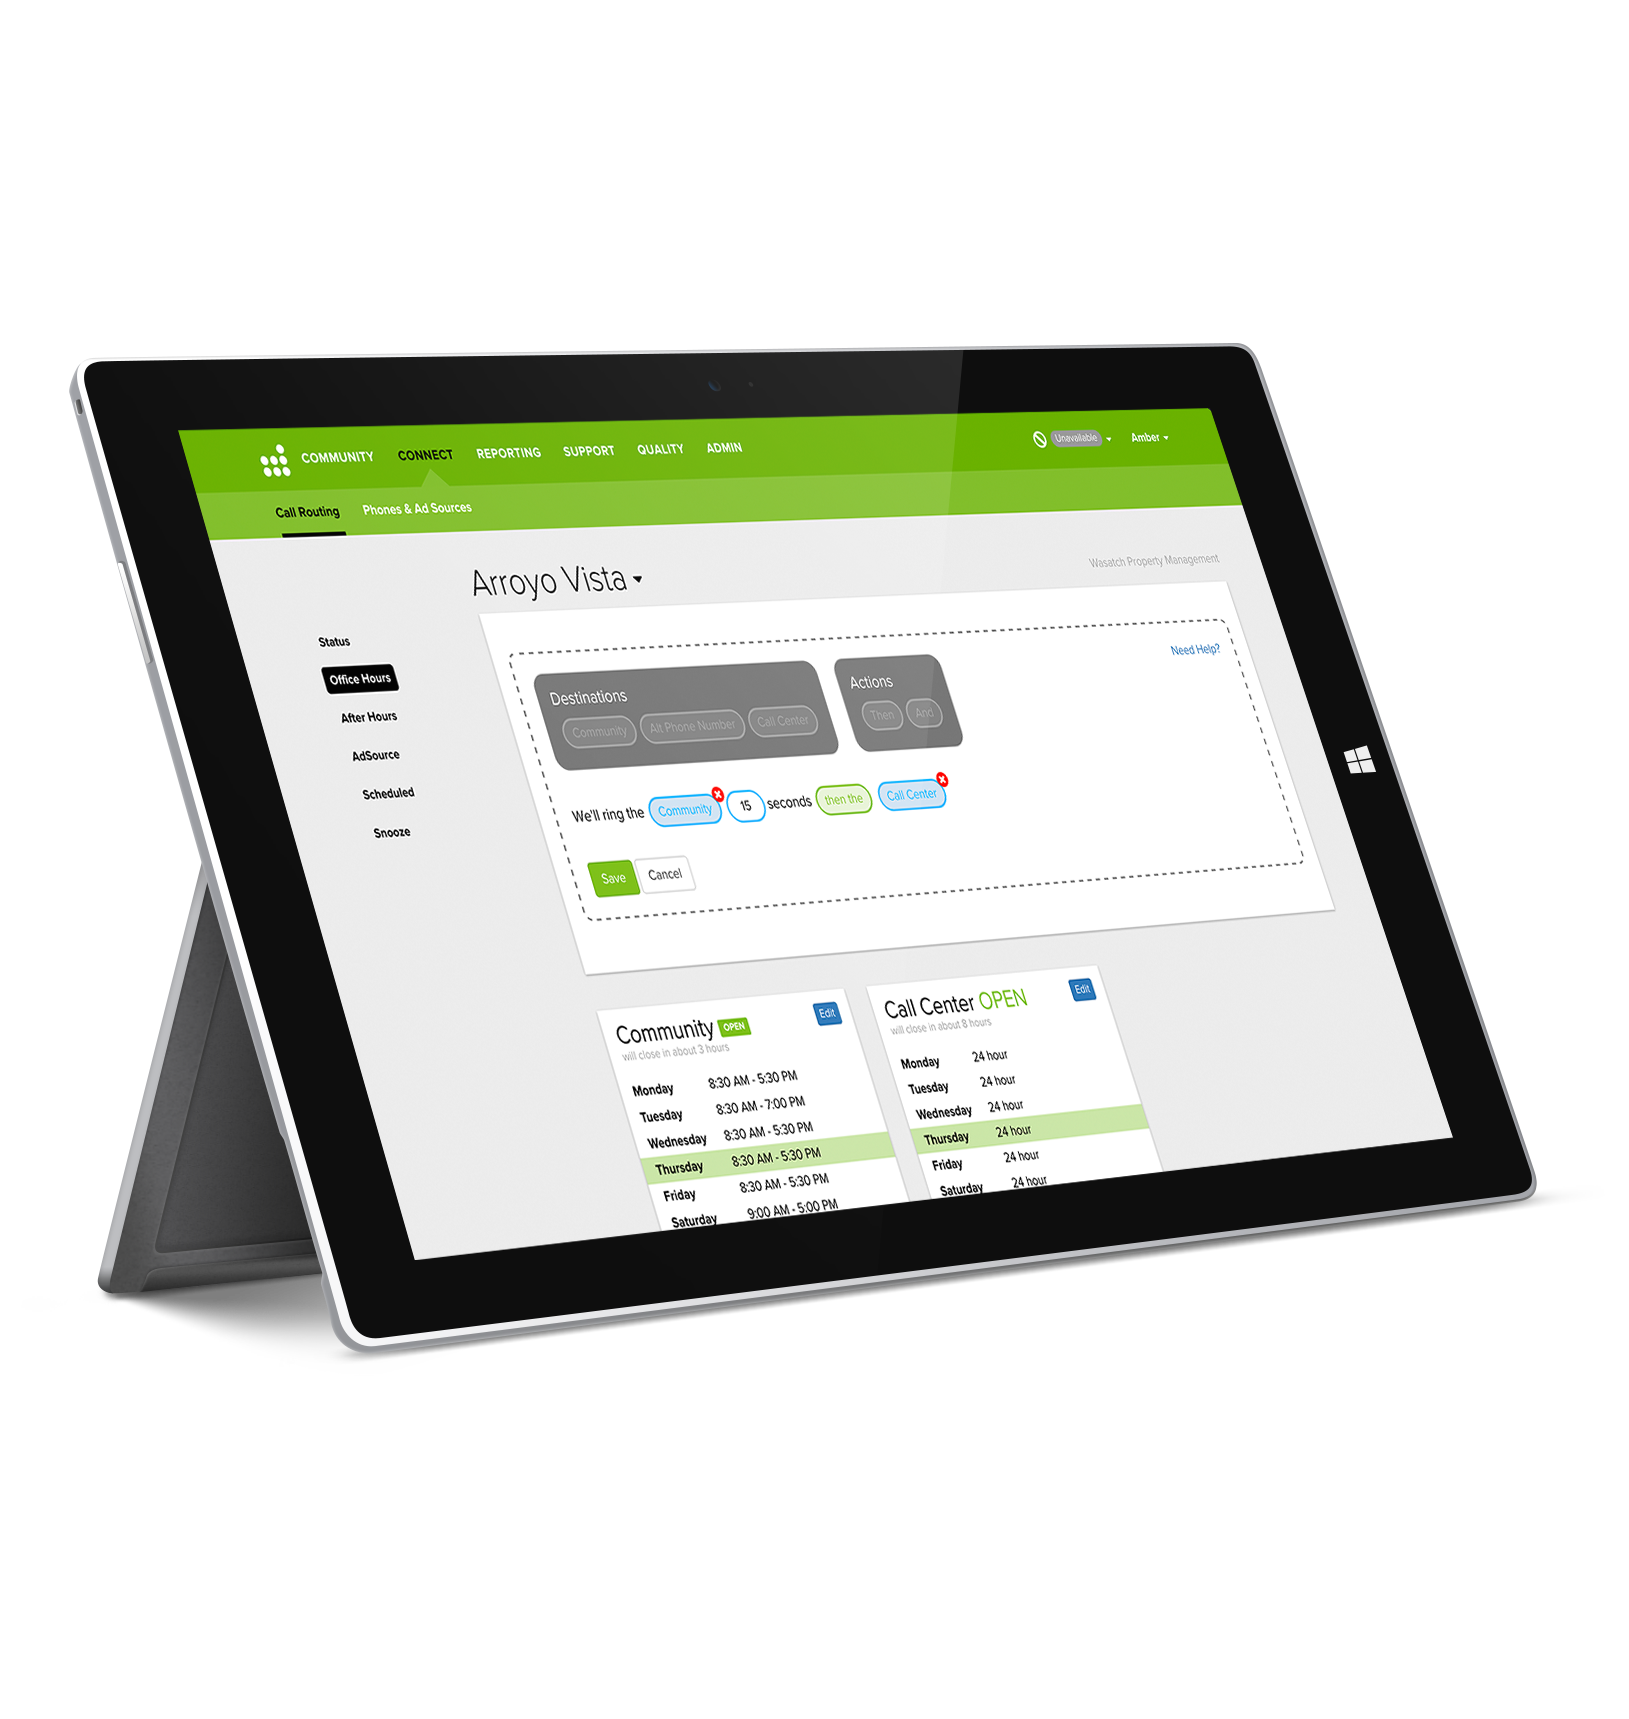 COMMUNITY CONNECT REPORTING SUPPORT QUALITY ADMIN Unavailable Amber
Call Routing Phones & Ad Sources
Arroyo Vista
Wasatch Property Management
Status
Office Hours
After Hours
AdSource
Scheduled
Snooze
Need Help?
Destinations
Community Alt Phone Number Call Center
Actions
Then And
We'll ring the Community 15 seconds then the Call Center
Save Cancel
Community OPEN Edit
will close in about 3 hours
Monday 8:30 AM - 5:30 PM
Tuesday 8:30 AM - 7:00 PM
Wednesday 8:30 AM - 5:30 PM
Thursday 8:30 AM - 5:30 PM
Friday 8:30 AM - 5:30 PM
Saturday 9:00 AM - 5:00 PM
Call Center OPEN Edit
will close in about 8 hours
Monday 24 hour
Tuesday 24 hour
Wednesday 24 hour
Thursday 24 hour
Friday 24 hour
Saturday 24 hour